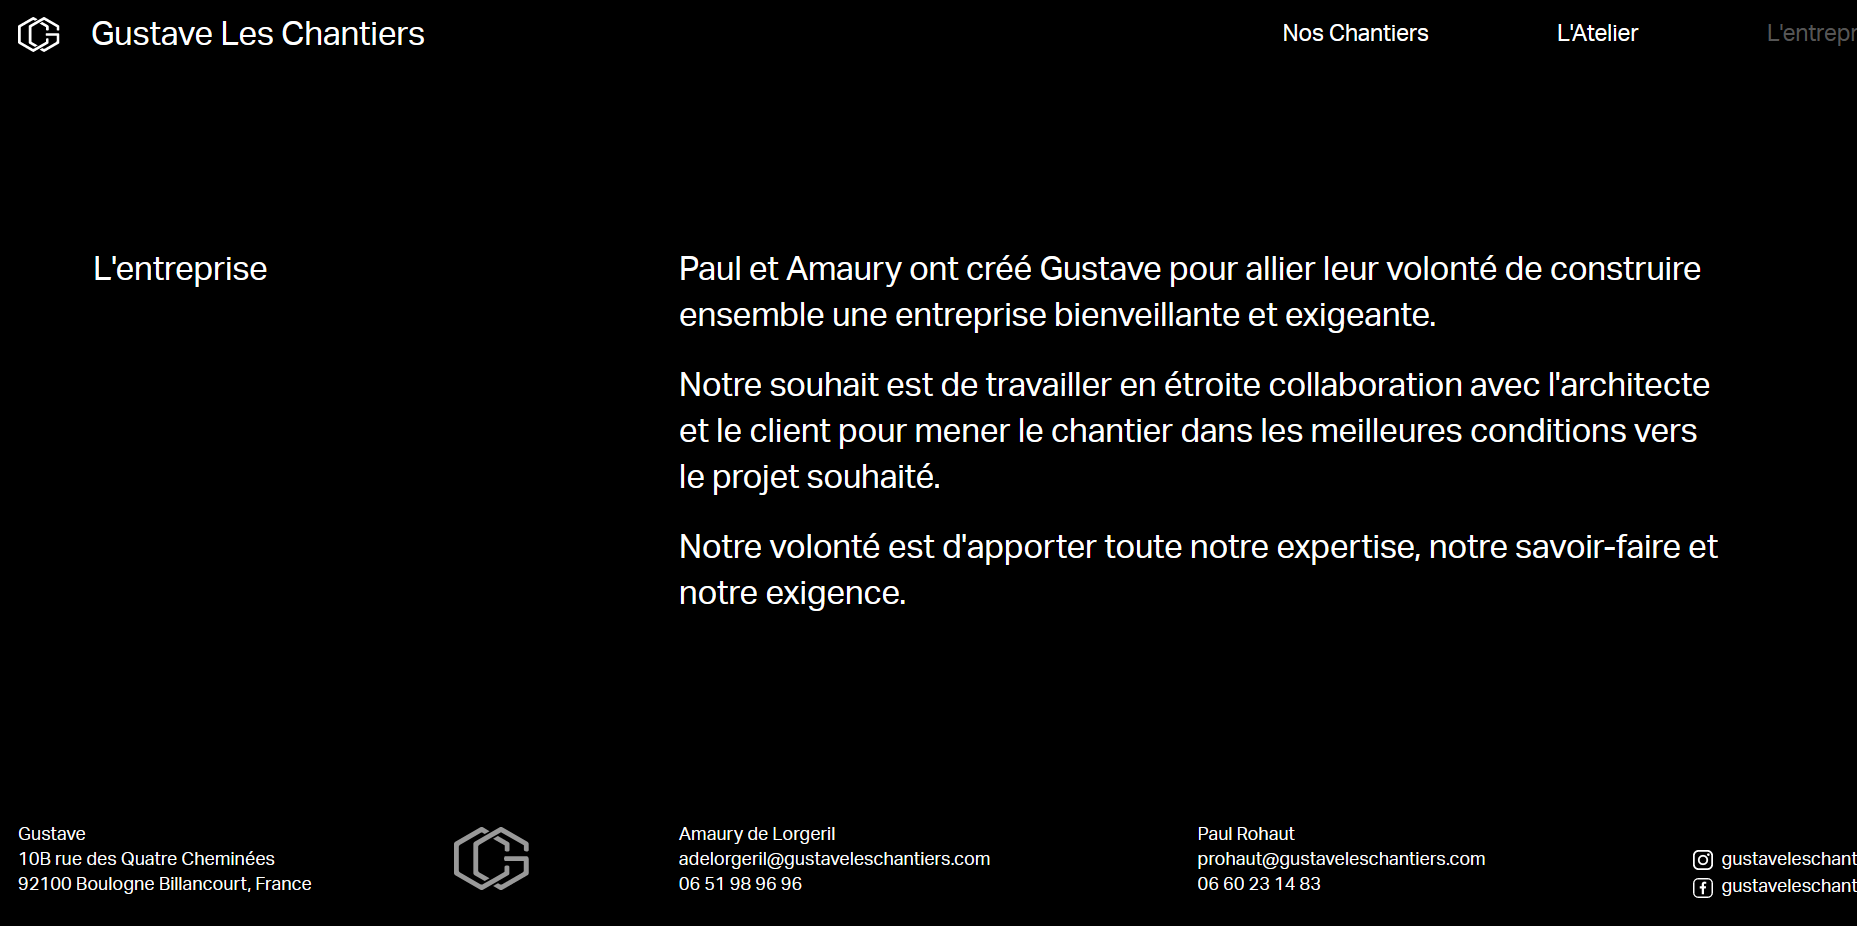 Gustave Les Chantiers
Nos Chantiers
L'Atelier
L'entrepr
L'entreprise
Paul et Amaury ont créé Gustave pour allier leur volonté de construire
ensemble une entreprise bienveillante et exigeante.
Notre souhait est de travailler en étroite collaboration avec l'architecte
et le client pour mener le chantier dans les meilleures conditions vers
le projet souhaité.
Notre volonté est d'apporter toute notre expertise, notre savoir-faire et
notre exigence.
Gustave
10B rue des Quatre Cheminées
92100 Boulogne Billancourt, France
Amaury de Lorgeril
adelorgeril@gustaveleschantiers.com
06 51 98 96 96
Paul Rohaut
prohaut@gustaveleschantiers.com
06 60 23 14 83
gustaveleschant
gustaveleschant